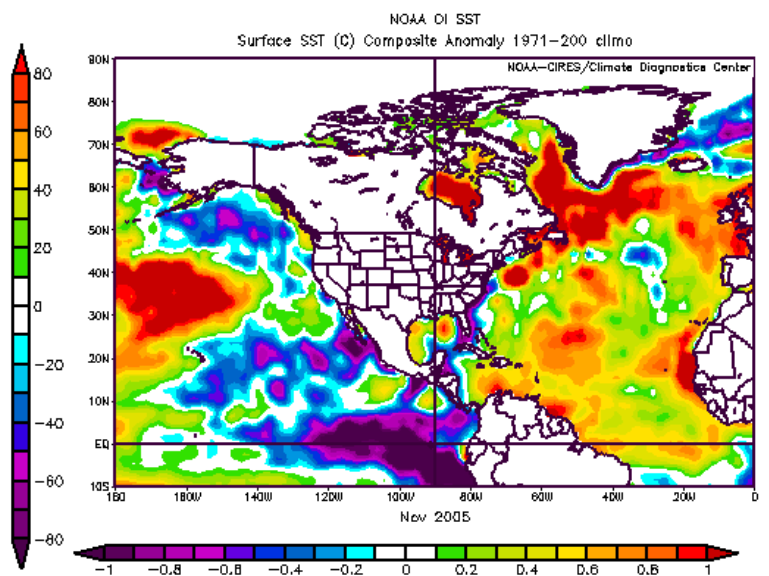 NOAA OI SST
Surface SST (C) Composite Anomaly 1971-200 climo
NOAA-CIRES/Climate Diagnostics Center
90N
80N
70N
60N
50N
40N
30N
20N
10N
EQ
10S
180 160W 140W 120W 100W 80W 60W 40W 20W 0
Nov 2005
80
60
40
20
0
-20
-40
-60
-80
-1 -0.8 -0.6 -0.4 -0.2 0 0.2 0.4 0.6 0.8 1